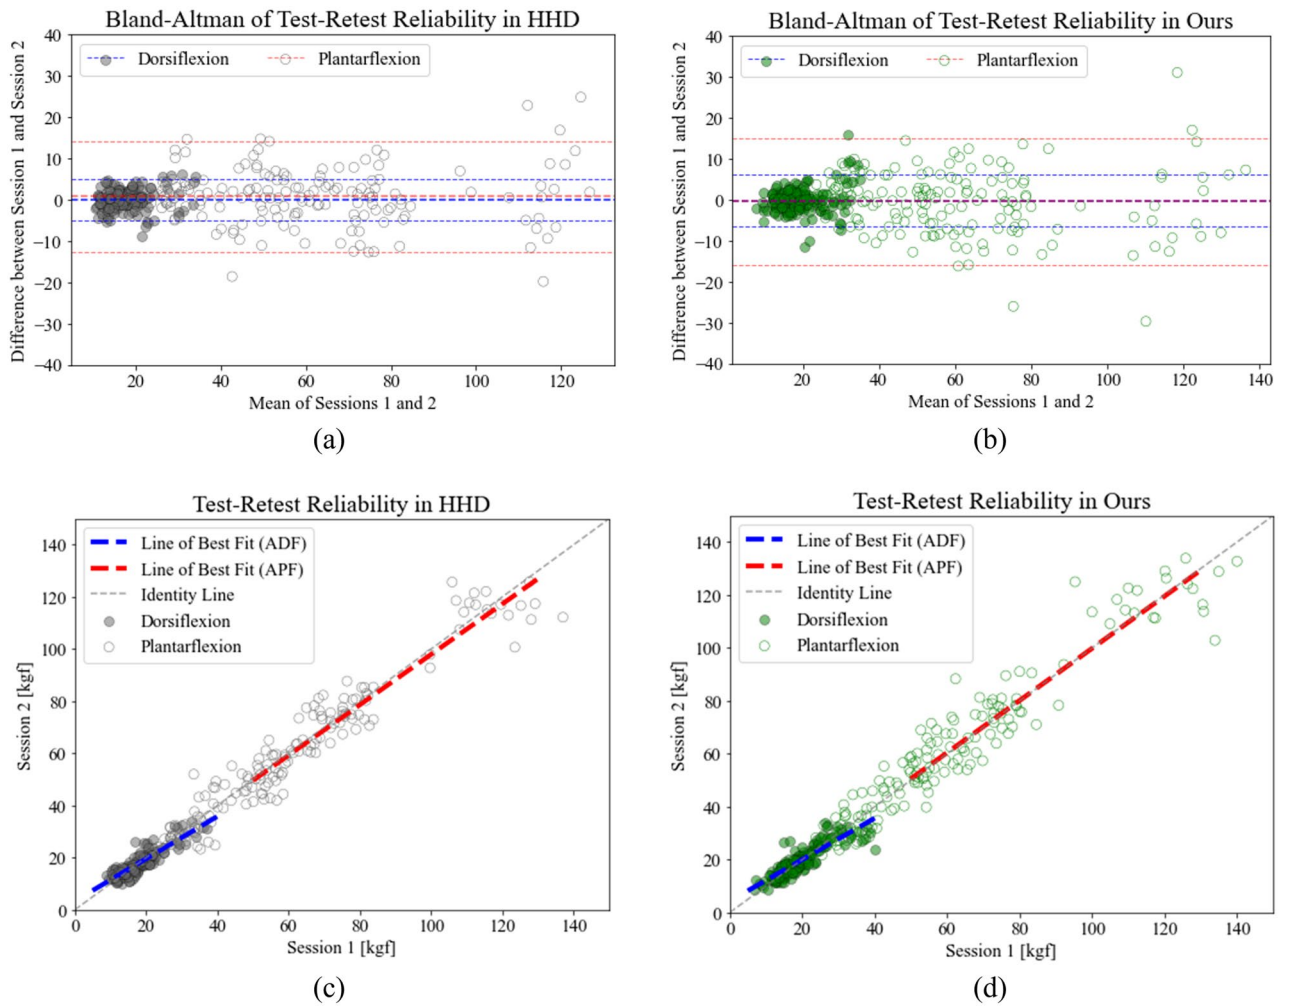 Bland-Altman of Test-Retest Reliability in HHD
Difference between Session 1 and Session 2
40
30
20
10
0
−10
−20
−30
−40
Dorsiflexion
Plantarflexion
20
40
60
80
100
120
Mean of Sessions 1 and 2
(a)
Bland-Altman of Test-Retest Reliability in Ours
Difference between Session 1 and Session 2
40
30
20
10
0
−10
−20
−30
−40
Dorsiflexion
Plantarflexion
20
40
60
80
100
120
140
Mean of Sessions 1 and 2
(b)
Test-Retest Reliability in HHD
Session 2 [kgf]
140
120
100
80
60
40
20
0
Line of Best Fit (ADF)
Line of Best Fit (APF)
Identity Line
Dorsiflexion
Plantarflexion
0
20
40
60
80
100
120
140
Session 1 [kgf]
(c)
Test-Retest Reliability in Ours
Session 2 [kgf]
140
120
100
80
60
40
20
0
Line of Best Fit (ADF)
Line of Best Fit (APF)
Identity Line
Dorsiflexion
Plantarflexion
0
20
40
60
80
100
120
140
Session 1 [kgf]
(d)